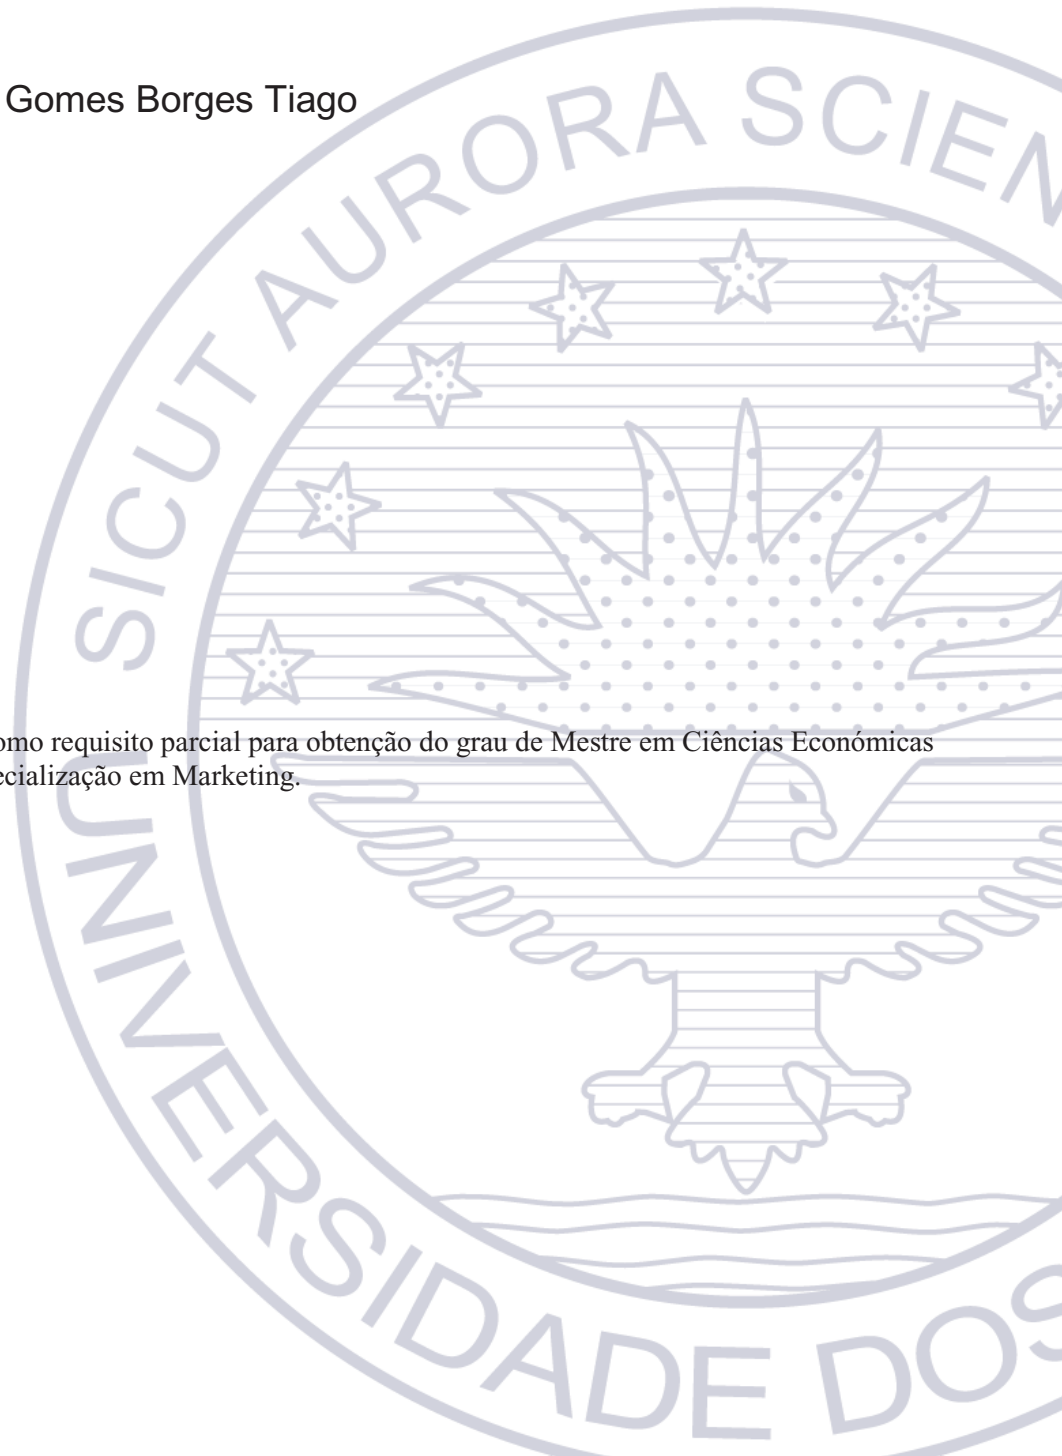 Gomes Borges Tiago
SICUT AURORA SCIEN
omo requisito parcial para obtenção do grau de Mestre em Ciências Económicas
ecialização em Marketing.
UNIVERSIDADE DOS